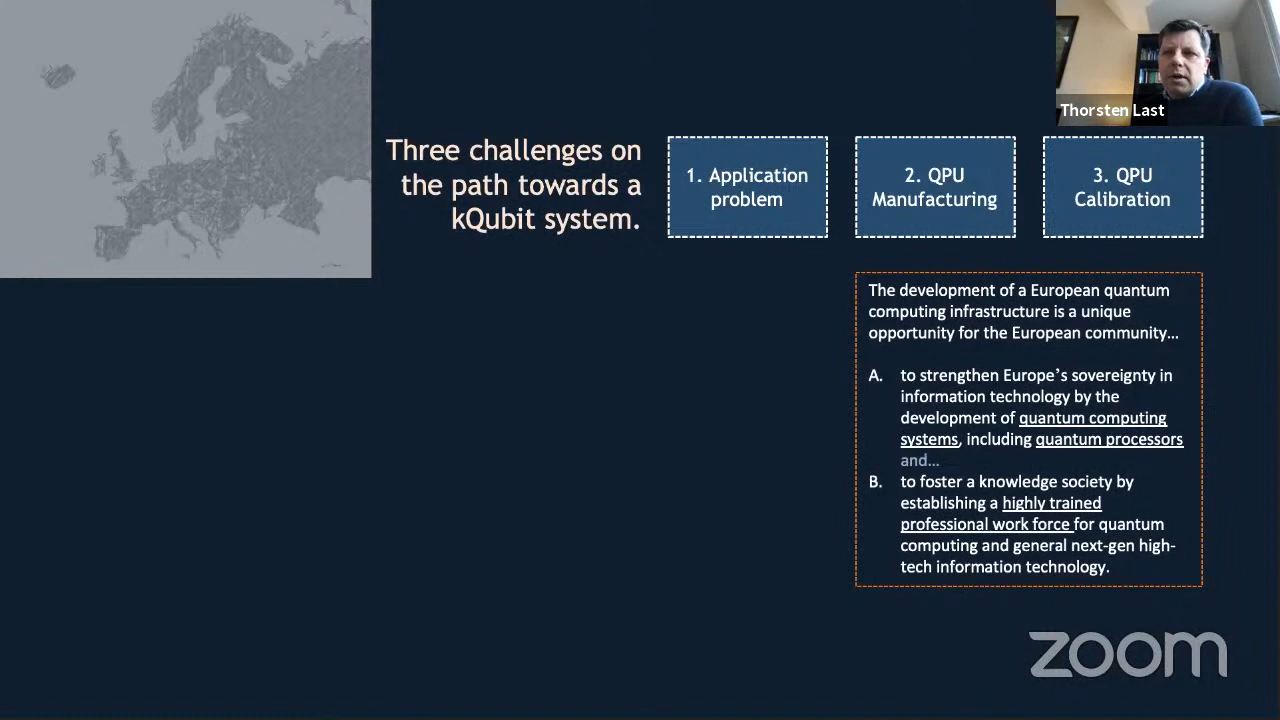 Thorsten Last
Three challenges on
the path towards a
kQubit system.
1. Application
problem
2. QPU
Manufacturing
3. QPU
Calibration
The development of a European quantum
computing infrastructure is a unique
opportunity for the European community...
A. to strengthen Europe's sovereignty in
information technology by the
development of quantum computing
systems, including quantum processors
and...
B. to foster a knowledge society by
establishing a highly trained
professional work force for quantum
computing and general next-gen high-
tech information technology.
zoom